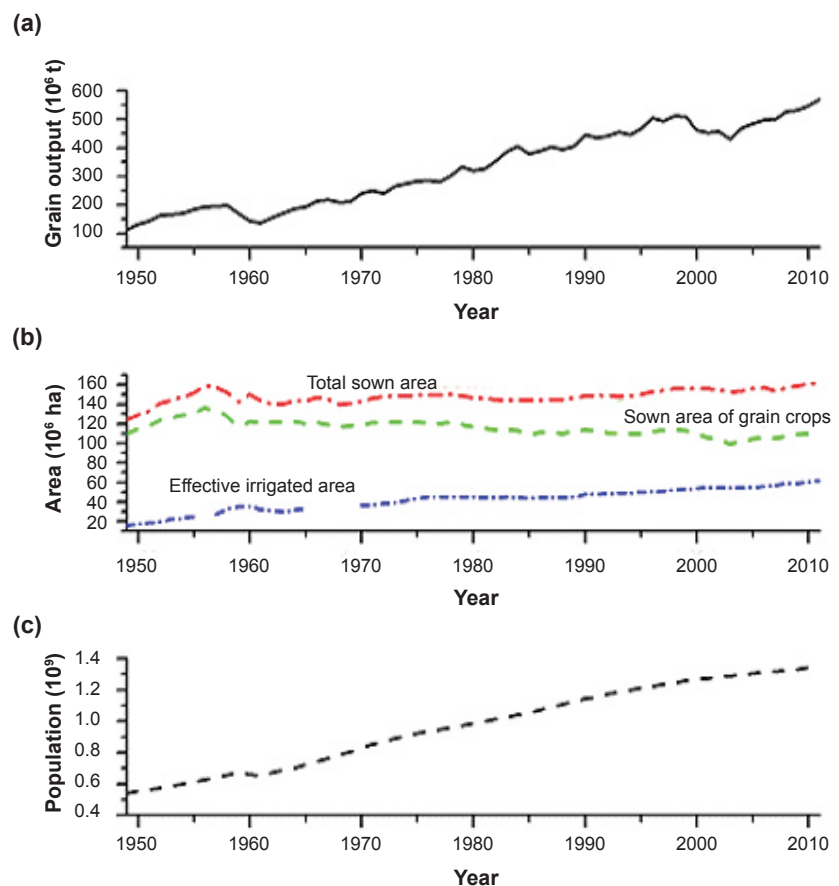 (a)
Grain output (10⁶ t)
600
500
400
300
200
100
1950 1960 1970 1980 1990 2000 2010
Year
(b)
Area (10⁶ ha)
160
140
120
100
80
60
40
20
Total sown area
Sown area of grain crops
Effective irrigated area
1950 1960 1970 1980 1990 2000 2010
Year
(c)
Population (10⁹)
1.4
1.2
1.0
0.8
0.6
0.4
1950 1960 1970 1980 1990 2000 2010
Year